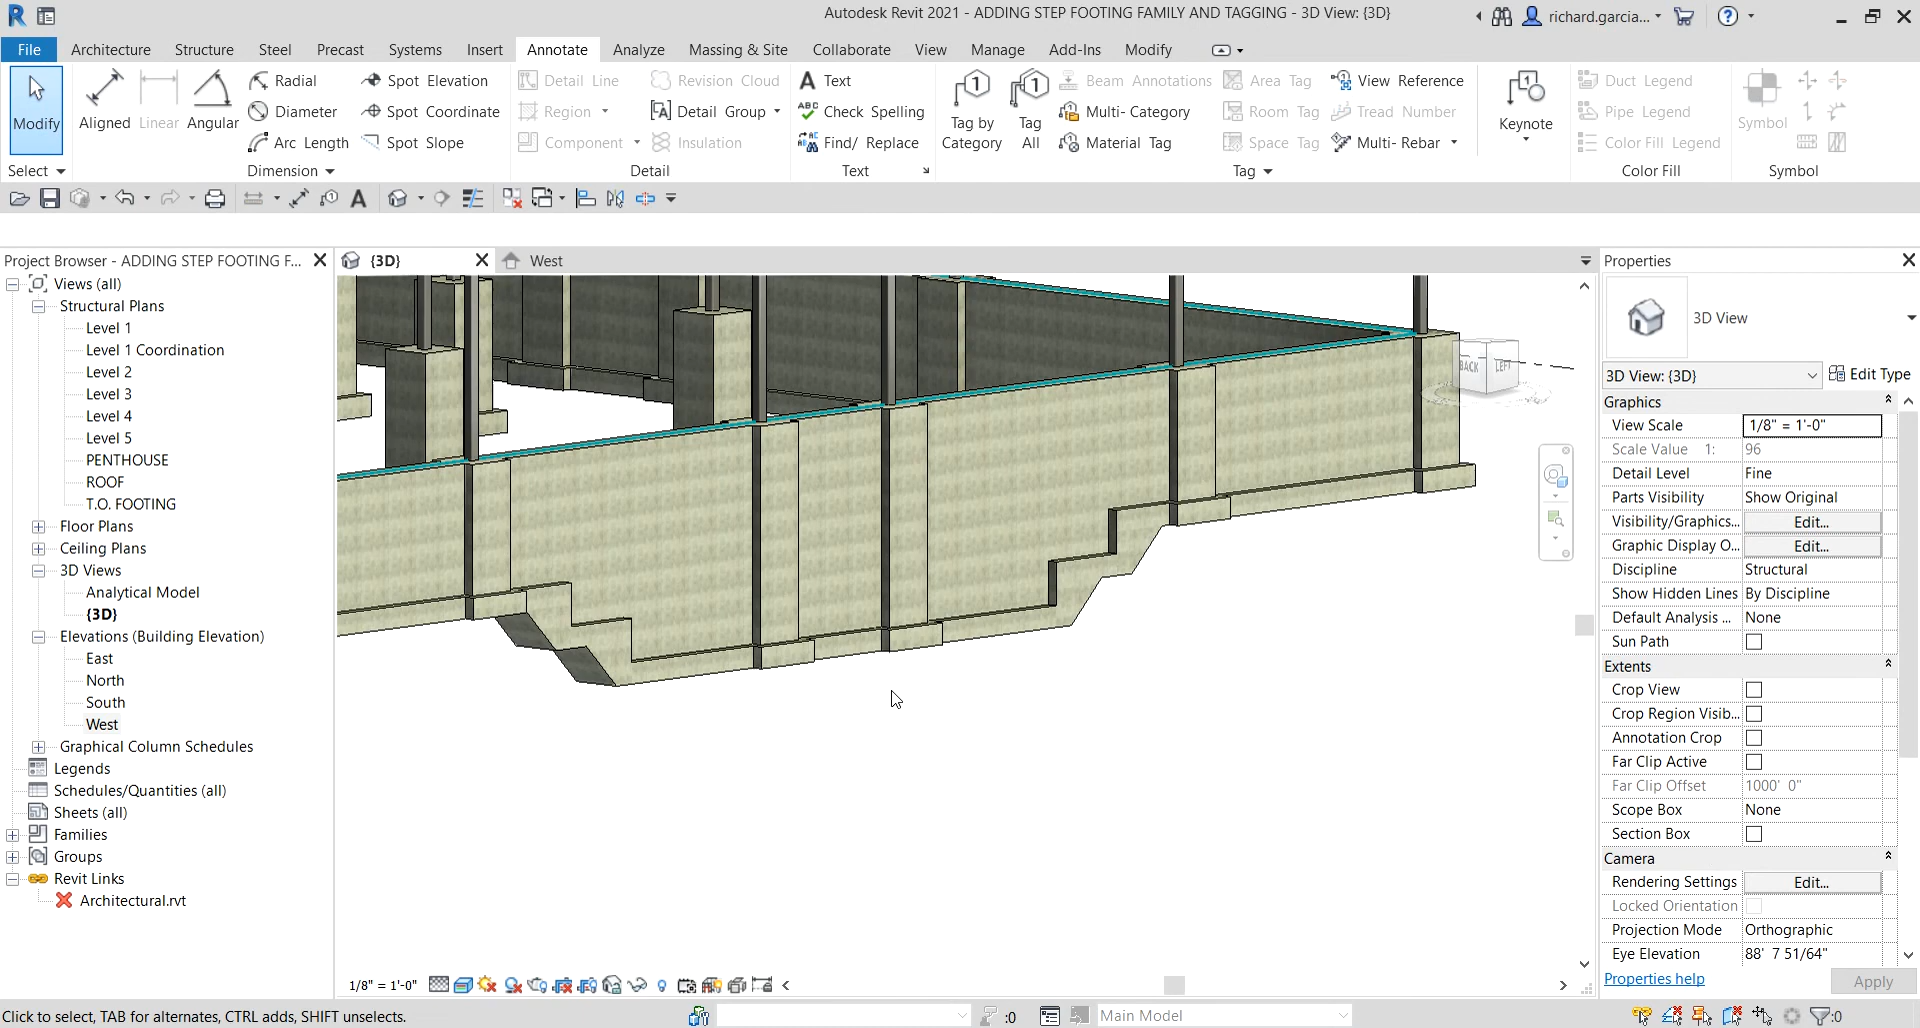 Autodesk Revit 2021 - ADDING STEP FOOTING FAMILY AND TAGGING - 3D View: {3D}
richard.garcia...
File Architecture Structure Steel Precast Systems Insert Annotate Analyze Massing & Site Collaborate View Manage Add-Ins Modify
Modify
Select
Aligned
Linear
Angular
Radial
Diameter
Arc Length
Spot Elevation
Spot Coordinate
Spot Slope
Dimension
Detail Line
Region
Component
Revision Cloud
Detail Group
Insulation
Detail
Text
Check Spelling
Find/ Replace
Text
Tag by
Category
Tag
All
Beam Annotations
Multi- Category
Material Tag
Area Tag
Room Tag
Space Tag
View Reference
Tread Number
Multi- Rebar
Tag
Keynote
Duct Legend
Pipe Legend
Color Fill Legend
Color Fill
Symbol
Symbol
Project Browser - ADDING STEP FOOTING F...
Views (all)
Structural Plans
Level 1
Level 1 Coordination
Level 2
Level 3
Level 4
Level 5
PENTHOUSE
ROOF
T.O. FOOTING
Floor Plans
Ceiling Plans
3D Views
Analytical Model
{3D}
Elevations (Building Elevation)
East
North
South
West
Graphical Column Schedules
Legends
Schedules/Quantities (all)
Sheets (all)
Families
Groups
Revit Links
Architectural.rvt
{3D}
West
BACK
LEFT
1/8" = 1'-0"
Properties
3D View
3D View: {3D}
Edit Type
Graphics
View Scale 1/8" = 1'-0"
Scale Value 1: 96
Detail Level Fine
Parts Visibility Show Original
Visibility/Graphics... Edit...
Graphic Display O... Edit...
Discipline Structural
Show Hidden Lines By Discipline
Default Analysis ... None
Sun Path
Extents
Crop View
Crop Region Visib...
Annotation Crop
Far Clip Active
Far Clip Offset 1000' 0"
Scope Box None
Section Box
Camera
Rendering Settings Edit...
Locked Orientation
Projection Mode Orthographic
Eye Elevation 88' 7 51/64"
Properties help
Apply
Click to select, TAB for alternates, CTRL adds, SHIFT unselects.
:0
Main Model
:0